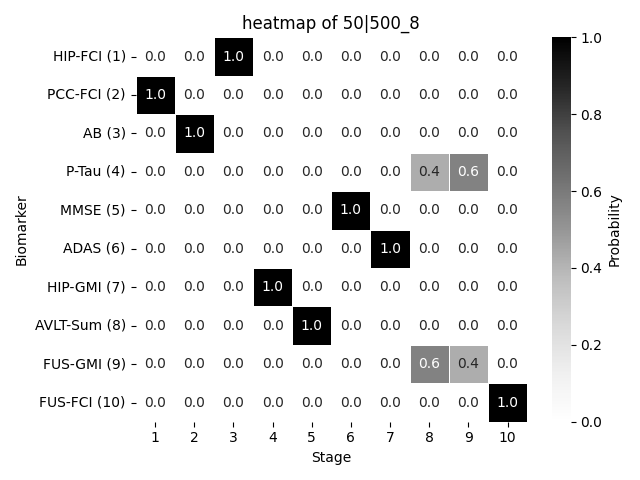 heatmap of 50|500_8
HIP-FCI (1) 0.0 0.0 1.0 0.0 0.0 0.0 0.0 0.0 0.0 0.0
PCC-FCI (2) 1.0 0.0 0.0 0.0 0.0 0.0 0.0 0.0 0.0 0.0
AB (3) 0.0 1.0 0.0 0.0 0.0 0.0 0.0 0.0 0.0 0.0
P-Tau (4) 0.0 0.0 0.0 0.0 0.0 0.0 0.0 0.4 0.6 0.0
MMSE (5) 0.0 0.0 0.0 0.0 0.0 1.0 0.0 0.0 0.0 0.0
ADAS (6) 0.0 0.0 0.0 0.0 0.0 0.0 1.0 0.0 0.0 0.0
HIP-GMI (7) 0.0 0.0 0.0 1.0 0.0 0.0 0.0 0.0 0.0 0.0
AVLT-Sum (8) 0.0 0.0 0.0 0.0 1.0 0.0 0.0 0.0 0.0 0.0
FUS-GMI (9) 0.0 0.0 0.0 0.0 0.0 0.0 0.0 0.6 0.4 0.0
FUS-FCI (10) 0.0 0.0 0.0 0.0 0.0 0.0 0.0 0.0 0.0 1.0
1 2 3 4 5 6 7 8 9 10
Stage
Biomarker
1.0
0.8
0.6
0.4
0.2
0.0
Probability